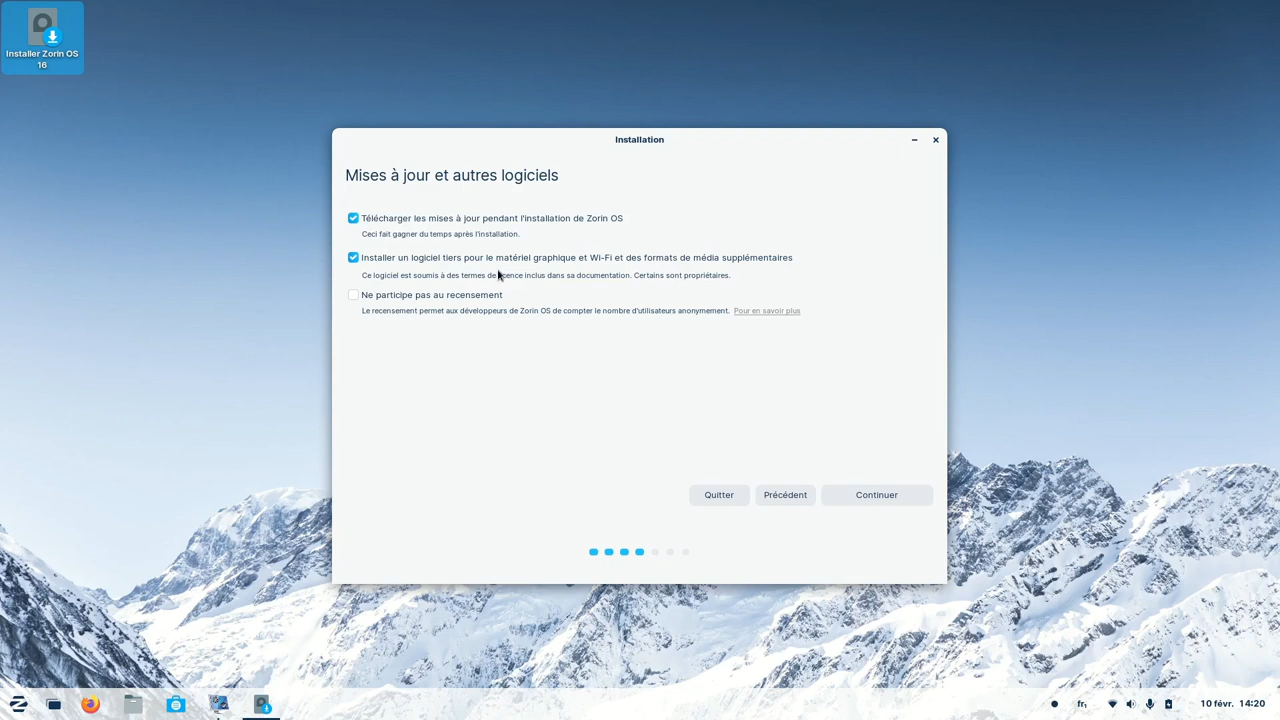 Installer Zorin OS
16
Installation
Mises à jour et autres logiciels
Télécharger les mises à jour pendant l'installation de Zorin OS
Ceci fait gagner du temps après l'installation.
Installer un logiciel tiers pour le matériel graphique et Wi-Fi et des formats de média supplémentaires
Ce logiciel est soumis à des termes de licence inclus dans sa documentation. Certains sont propriétaires.
Ne participe pas au recensement
Le recensement permet aux développeurs de Zorin OS de compter le nombre d'utilisateurs anonymement. Pour en savoir plus
Quitter Précédent Continuer
fr₁ 10 févr. 14:20